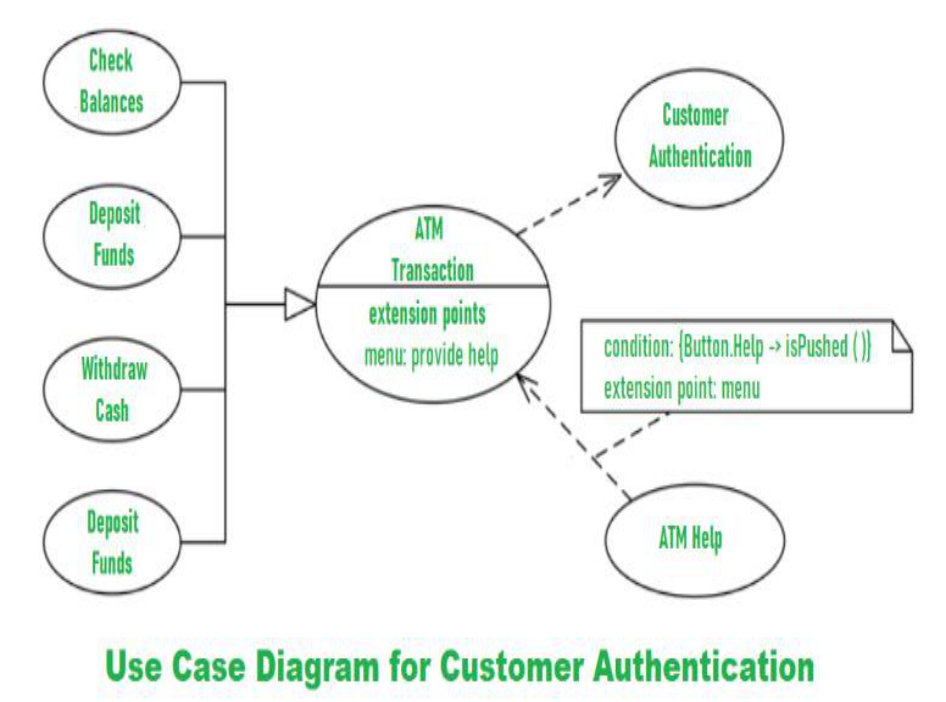 Check
Balances
Deposit
Funds
Withdraw
Cash
Deposit
Funds
ATM
Transaction
extension points
menu: provide help
Customer
Authentication
condition: {Button.Help -> isPushed ( )}
extension point: menu
ATM Help
Use Case Diagram for Customer Authentication